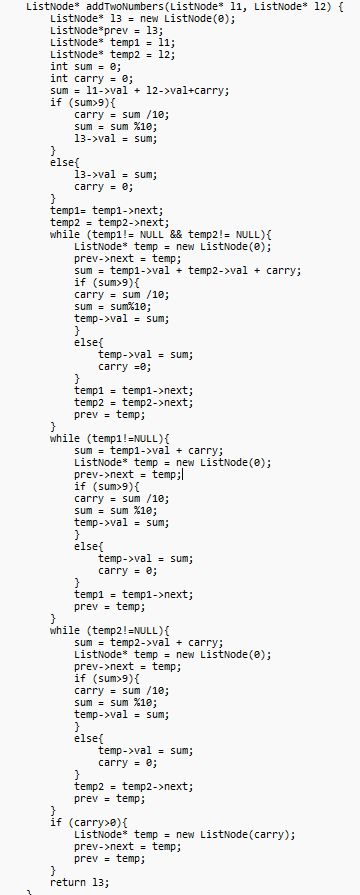 ListNode* addTwoNumbers(ListNode* l1, ListNode* l2) {
ListNode* l3 = new ListNode(0);
ListNode*prev = l3;
ListNode* temp1 = l1;
ListNode* temp2 = l2;
int sum = 0;
int carry = 0;
sum = l1->val + l2->val+carry;
if (sum>9){
carry = sum /10;
sum = sum %10;
l3->val = sum;
}
else{
l3->val = sum;
carry = 0;
}
temp1= temp1->next;
temp2 = temp2->next;
while (temp1!= NULL && temp2!= NULL){
ListNode* temp = new ListNode(0);
prev->next = temp;
sum = temp1->val + temp2->val + carry;
if (sum>9){
carry = sum /10;
sum = sum%10;
temp->val = sum;
}
else{
temp->val = sum;
carry =0;
}
temp1 = temp1->next;
temp2 = temp2->next;
prev = temp;
}
while (temp1!=NULL){
sum = temp1->val + carry;
ListNode* temp = new ListNode(0);
prev->next = temp;
if (sum>9){
carry = sum /10;
sum = sum %10;
temp->val = sum;
}
else{
temp->val = sum;
carry = 0;
}
temp1 = temp1->next;
prev = temp;
}
while (temp2!=NULL){
sum = temp2->val + carry;
ListNode* temp = new ListNode(0);
prev->next = temp;
if (sum>9){
carry = sum /10;
sum = sum %10;
temp->val = sum;
}
else{
temp->val = sum;
carry = 0;
}
temp2 = temp2->next;
prev = temp;
}
if (carry>0){
ListNode* temp = new ListNode(carry);
prev->next = temp;
prev = temp;
}
return l3;
}